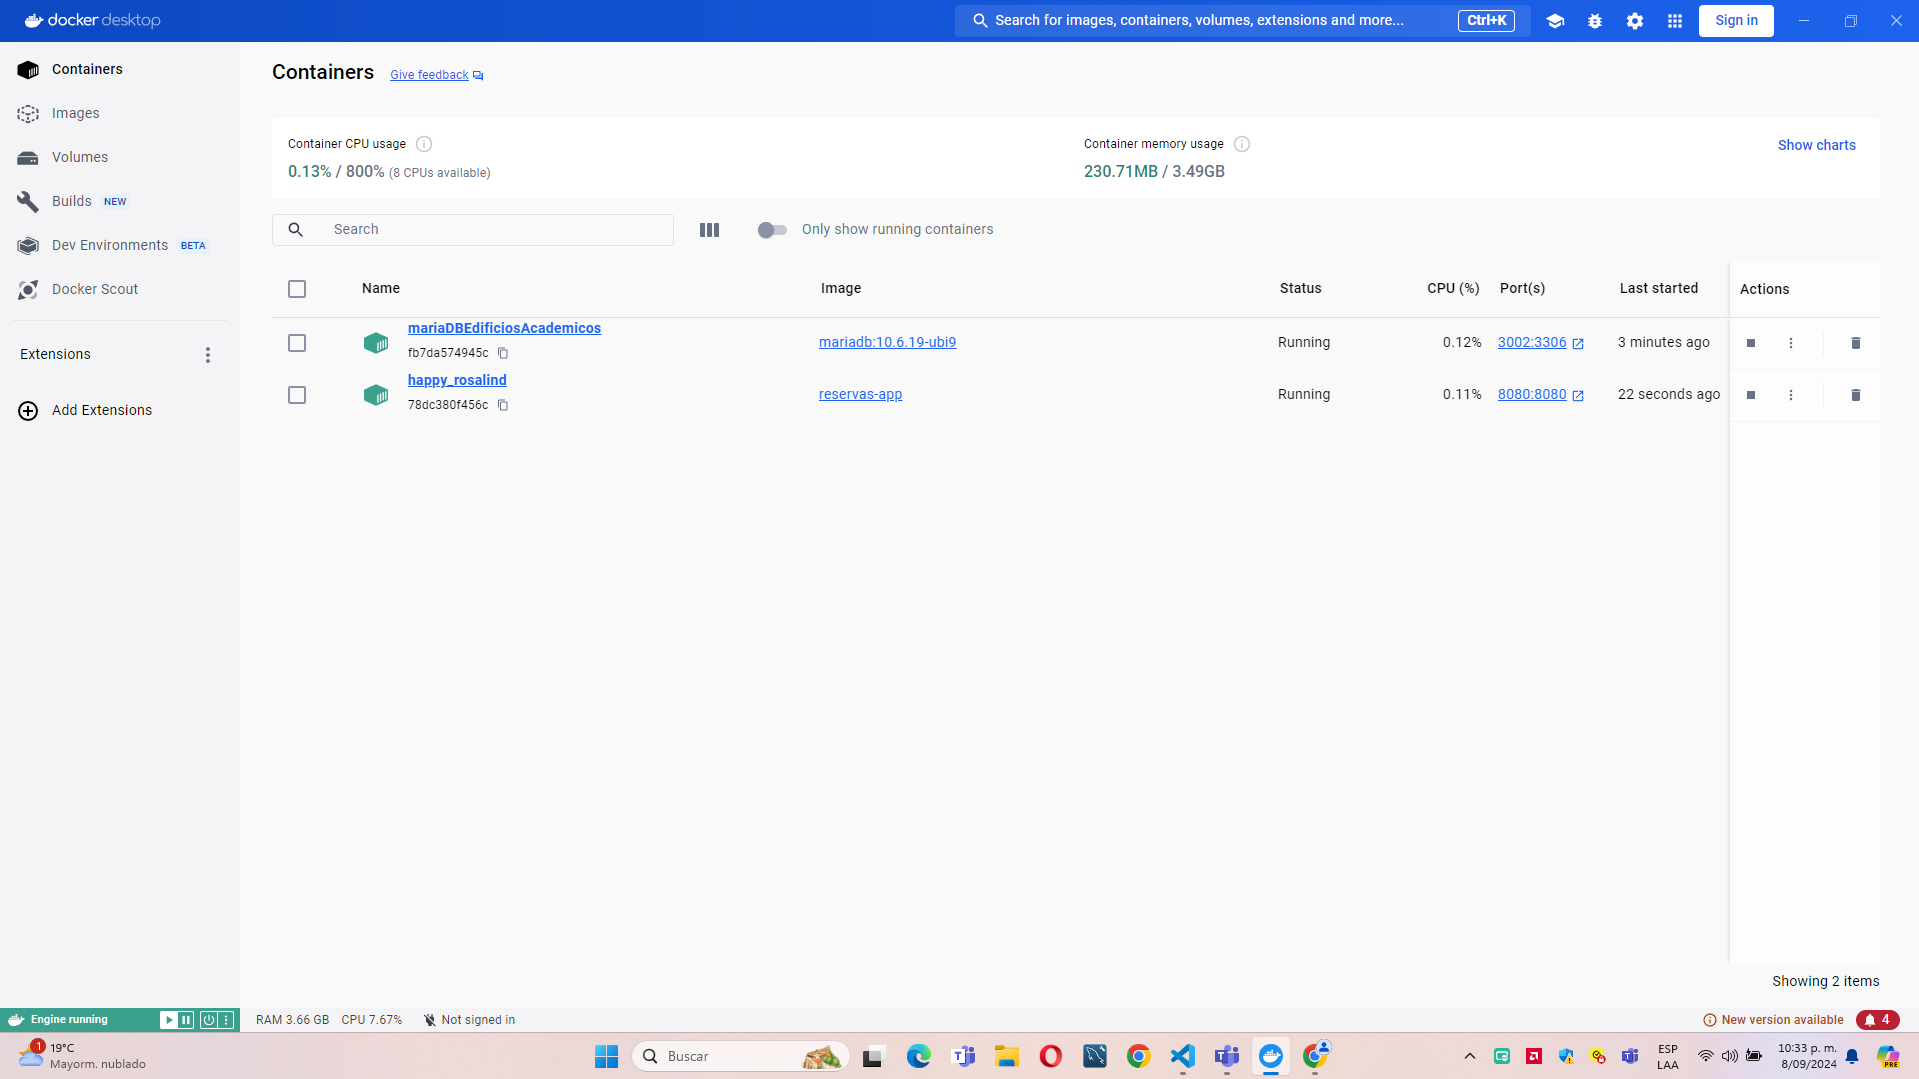 docker desktop
Search for images, containers, volumes, extensions and more... Ctrl+K
Sign in
Containers
Images
Volumes
Builds NEW
Dev Environments BETA
Docker Scout
Extensions
Add Extensions
Containers Give feedback
Container CPU usage
0.13% / 800% (8 CPUs available)
Container memory usage
230.71MB / 3.49GB
Show charts
Search
Only show running containers
Name Image Status CPU (%) Port(s) Last started Actions
mariaDBEdificiosAcademicos
fb7da574945c
mariadb:10.6.19-ubi9 Running 0.12% 3002:3306 3 minutes ago
happy_rosalind
78dc380f456c
reservas-app Running 0.11% 8080:8080 22 seconds ago
Showing 2 items
Engine running
RAM 3.66 GB CPU 7.67% Not signed in
New version available 4
1
19°C
Mayorm. nublado
Buscar
ESP
LAA
10:33 p. m.
8/09/2024
PRE